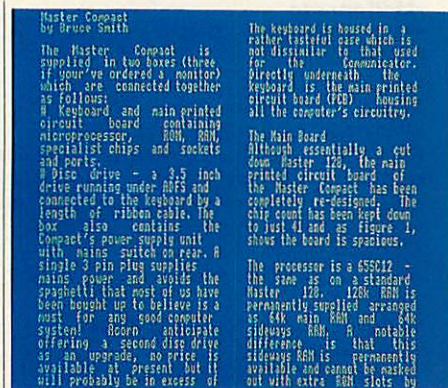 Master Compact
by Bruce Smith
The Master Compact is
supplied in two boxes (three
if your've ordered a monitor)
which are connected together
as follows:
# Keyboard and main printed
circuit board containing
microprocessor, ROM, RAM,
specialist chips and sockets
and ports.
# Disc drive - a 3.5 inch
drive running under ADFS and
connected to the keyboard by a
length of ribbon cable. The
box also contains the
Compact's power supply unit
with mains switch on rear. A
single 3 pin plug supplies
mains power and avoids the
spaghetti that most of us have
been bought up to believe is a
must for any good computer
system! Acorn anticipate
offering a second disc drive
as an upgrade, no price is
available at present but it
will probably be in excess of
The keyboard is housed in a
rather tasteful case which is
not dissimilar to that used
for the Communicator.
Directly underneath the
keyboard is the main printed
circuit board (PCB) housing
all the computer's circuitry.
The Main Board
Although essentially a cut
down Master 128, the main
printed circuit board of
the Master Compact has been
completely re-designed. The
chip count has been kept down
to just 41 and as figure 1,
shows the board is spacious.
The processor is a 65SC12 -
the same as on a standard
Master 128. 128k RAM is
permanently supplied arranged
as 64k main RAM and 64k
sideways RAM. A notable
difference is that this
sideways RAM is permanently
available and cannot be masked
out with extra RAM slots by